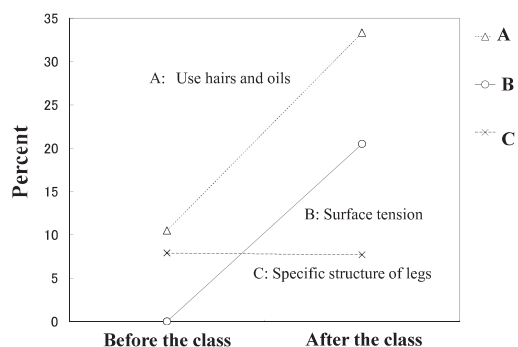 35
30
25
20
15
10
5
0
Percent
A: Use hairs and oils
B: Surface tension
C: Specific structure of legs
Before the class
After the class
A
B
C